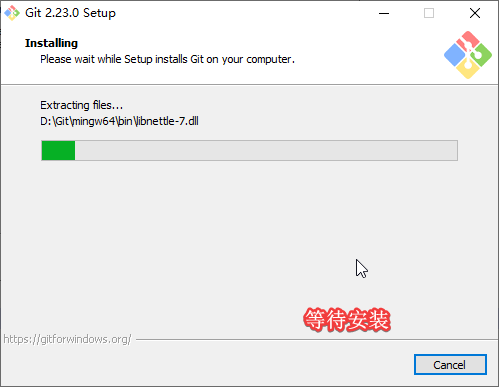 Git 2.23.0 Setup
Installing
Please wait while Setup installs Git on your computer.
Extracting files...
D:\Git\mingw64\bin\libnettle-7.dll
等待安装
https://gitforwindows.org/
Cancel